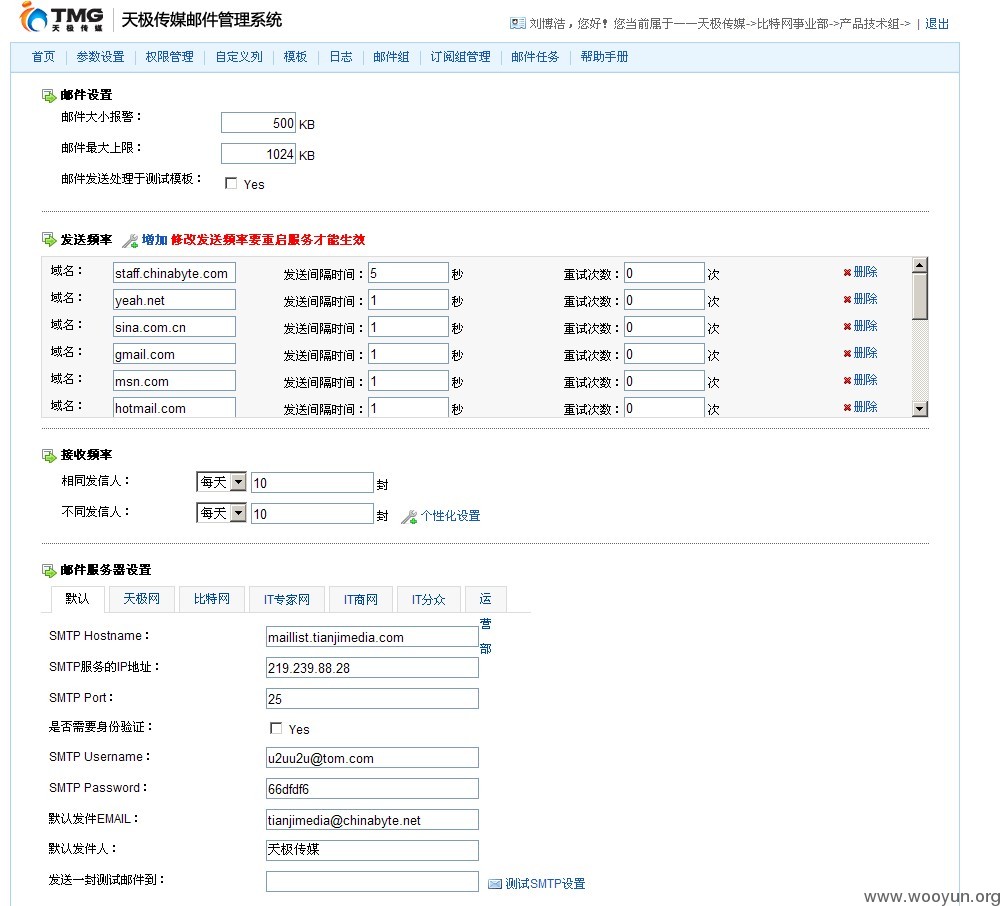 TMG 天极传媒 天极传媒邮件管理系统 刘博浩，您好！您当前属于一一天极传媒->比特网事业部->产品技术组-> | 退出
首页 参数设置 权限管理 自定义列 模板 日志 邮件组 订阅组管理 邮件任务 帮助手册
邮件设置
邮件大小报警： 500 KB
邮件最大上限： 1024 KB
邮件发送处理于测试模板： Yes
发送频率 增加 修改发送频率要重启服务才能生效
域名： staff.chinabyte.com 发送间隔时间： 5 秒 重试次数： 0 次 删除
域名： yeah.net 发送间隔时间： 1 秒 重试次数： 0 次 删除
域名： sina.com.cn 发送间隔时间： 1 秒 重试次数： 0 次 删除
域名： gmail.com 发送间隔时间： 1 秒 重试次数： 0 次 删除
域名： msn.com 发送间隔时间： 1 秒 重试次数： 0 次 删除
域名： hotmail.com 发送间隔时间： 1 秒 重试次数： 0 次 删除
接收频率
相同发信人： 每天 10 封
不同发信人： 每天 10 封 个性化设置
邮件服务器设置
默认 天极网 比特网 IT专家网 IT商网 IT分众 运营部
SMTP Hostname： maillist.tianjimedia.com
SMTP服务的IP地址： 219.239.88.28
SMTP Port： 25
是否需要身份验证： Yes
SMTP Username： u2uu2u@tom.com
SMTP Password： 66dfdf6
默认发件EMAIL： tianjimedia@chinabyte.net
默认发件人： 天极传媒
发送一封测试邮件到： 测试SMTP设置
www.wooyun.org